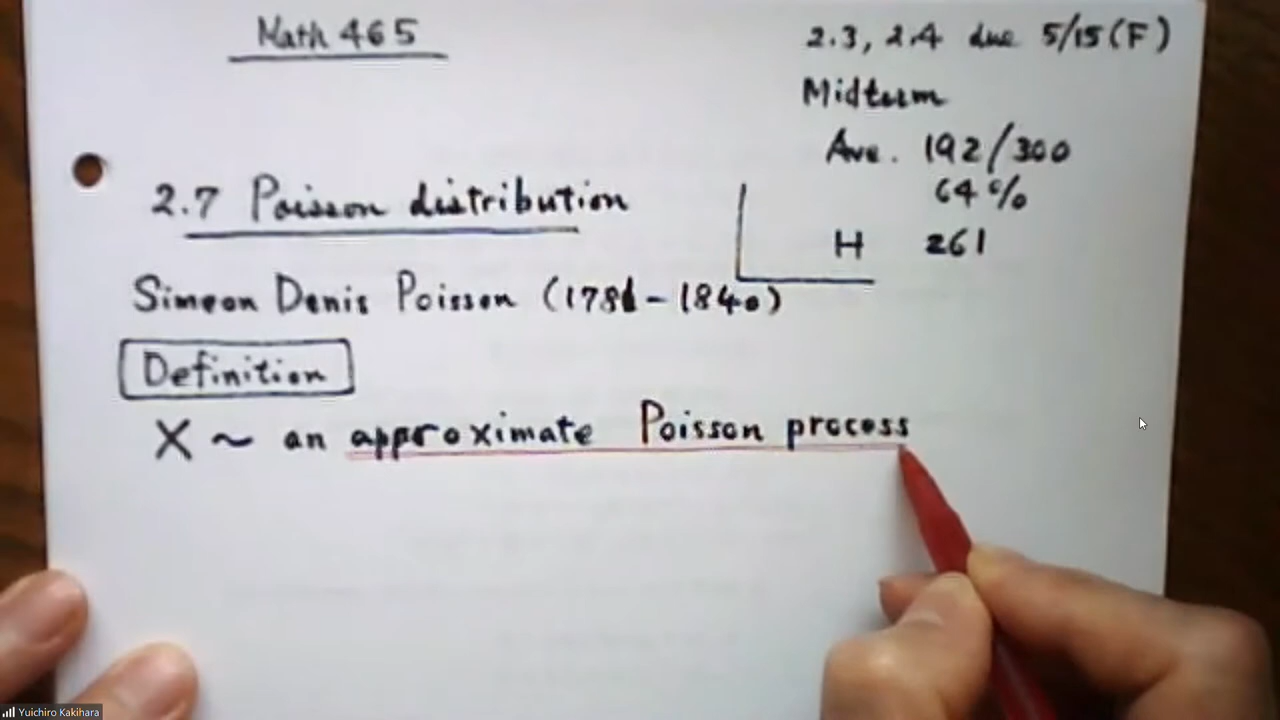 Math 465
2.3, 2.4 due 5/15 (F)
Midterm
Ave. 192/300
64%
H 261
2.7 Poisson distribution
Simeon Denis Poisson (1781-1840)
Definition
X ~ an approximate Poisson process
Yuichiro Kakihara